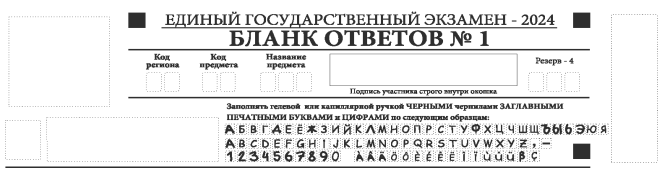 ЕДИНЫЙ ГОСУДАРСТВЕННЫЙ ЭКЗАМЕН - 2024
БЛАНК ОТВЕТОВ № 1
Код региона
Код предмета
Название предмета
Резерв - 4
Подпись участника строго внутри окошка
Заполнять гелевой или капиллярной ручкой ЧЕРНЫМИ чернилами ЗАГЛАВНЫМИ
ПЕЧАТНЫМИ БУКВАМИ и ЦИФРАМИ по следующим образцам:
АБВГДЕЁЖЗИЙКЛМНОПРСТУФХЦЧШЩЪЫЬЭЮЯ
ABCDEFGHIJKLMNOPQRSTUVWXYZ,-
1234567890 ÀÁÄÔÒÈÉÊËÌÏÙÛÜßÇ